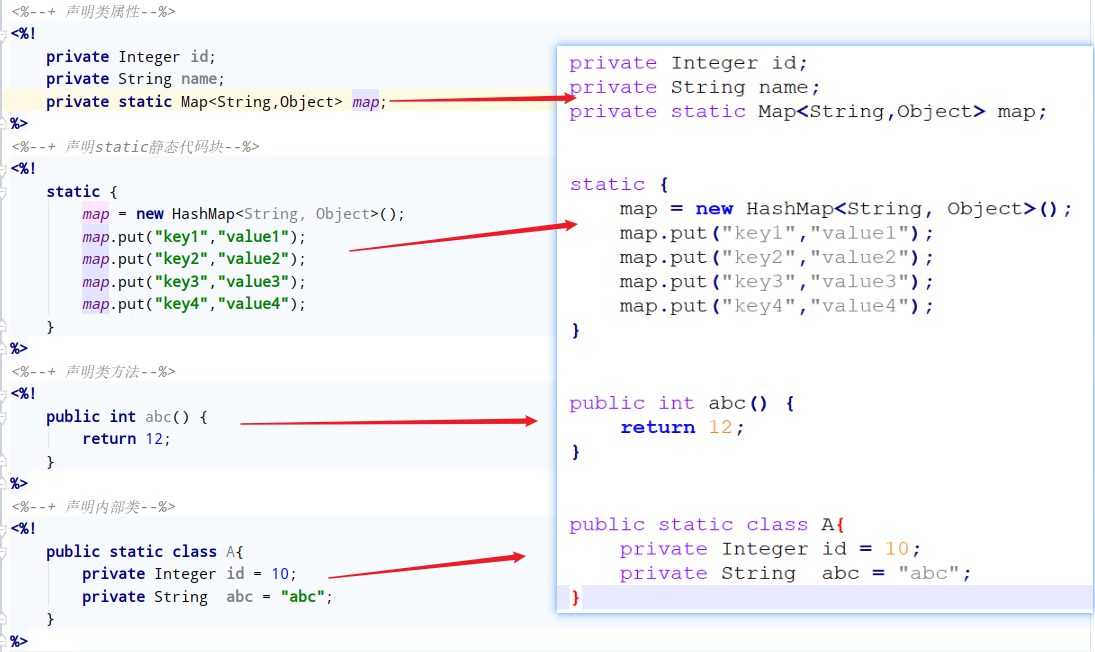 <%--+ 声明类属性--%>
<%!
private Integer id;
private String name;
private static Map<String,Object> map;
%>
<%--+ 声明static静态代码块--%>
<%!
static {
map = new HashMap<String, Object>();
map.put("key1","value1");
map.put("key2","value2");
map.put("key3","value3");
map.put("key4","value4");
}
%>
<%--+ 声明类方法--%>
<%!
public int abc() {
return 12;
}
%>
<%--+ 声明内部类--%>
<%!
public static class A{
private Integer id = 10;
private String  abc = "abc";
}
%>
private Integer id;
private String name;
private static Map<String,Object> map;
static {
map = new HashMap<String, Object>();
map.put("key1","value1");
map.put("key2","value2");
map.put("key3","value3");
map.put("key4","value4");
}
public int abc() {
return 12;
}
public static class A{
private Integer id = 10;
private String  abc = "abc";
}